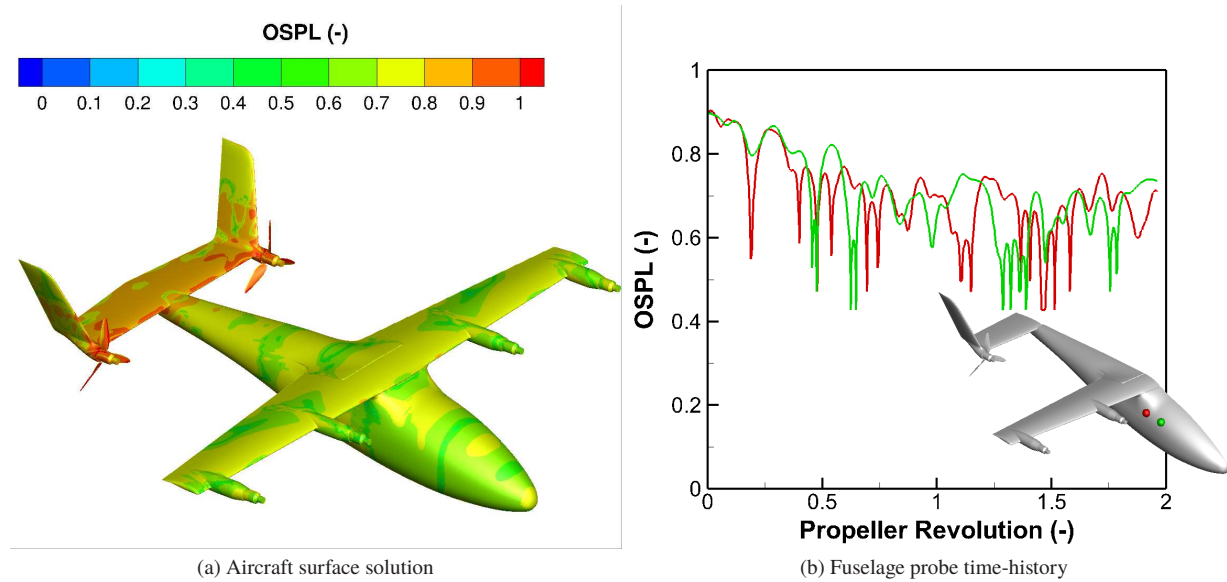 OSPL (-)
0 0.1 0.2 0.3 0.4 0.5 0.6 0.7 0.8 0.9 1
(a) Aircraft surface solution
OSPL (-)
1
0.8
0.6
0.4
0.2
0
0 0.5 1 1.5 2
Propeller Revolution (-)
(b) Fuselage probe time-history